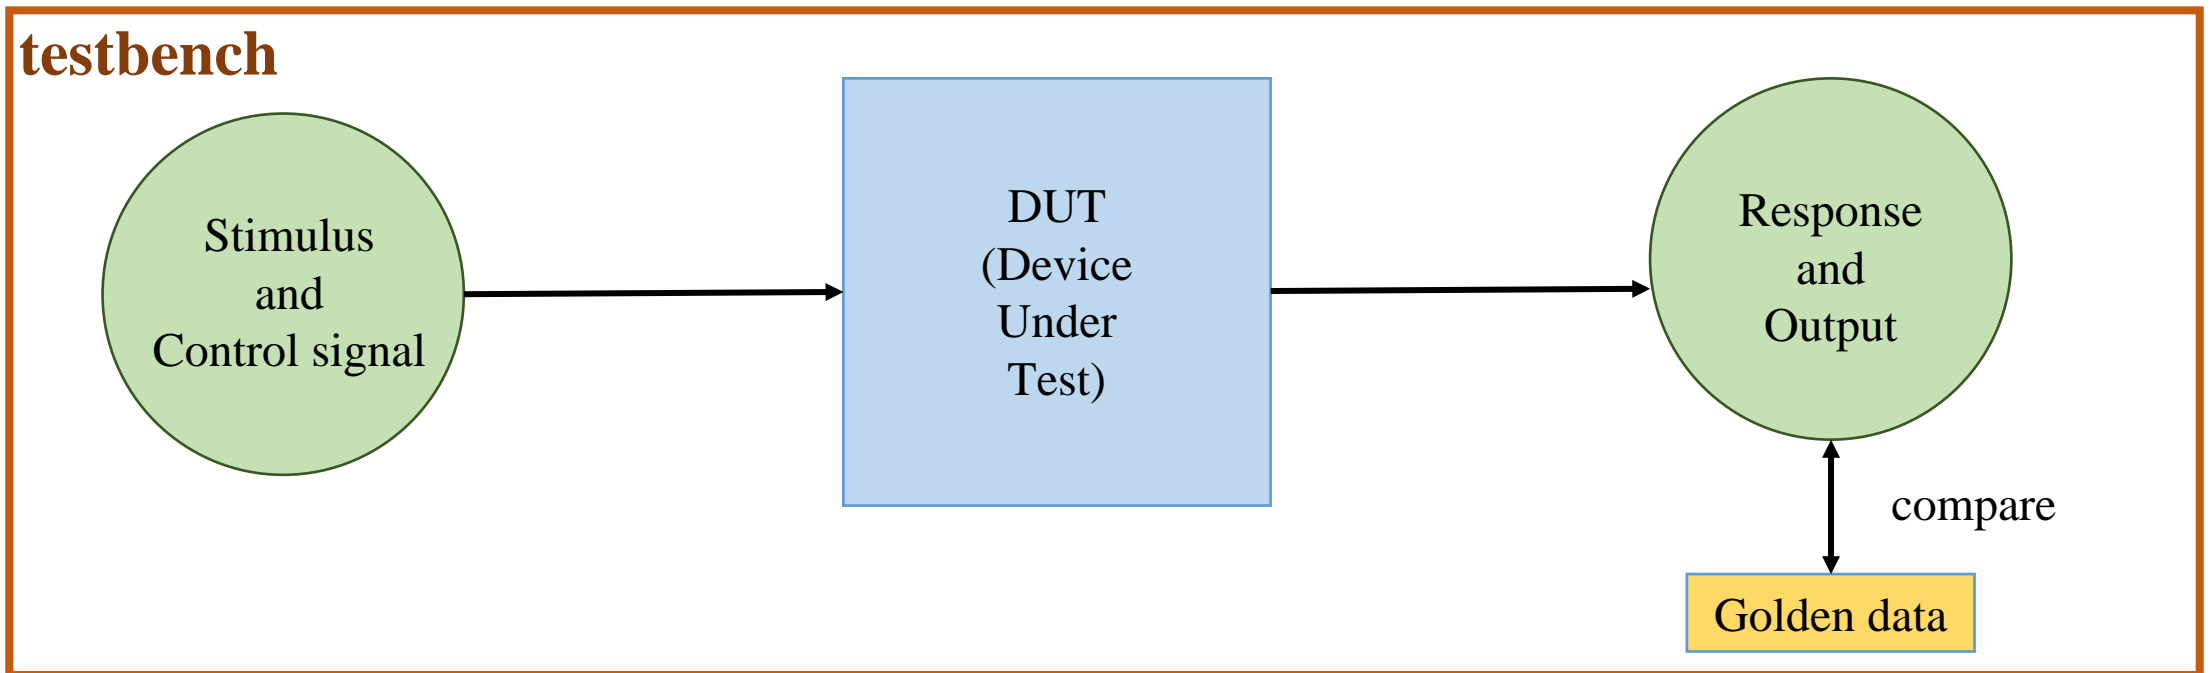 testbench
Stimulus
and
Control signal
DUT
(Device
Under
Test)
Response
and
Output
compare
Golden data